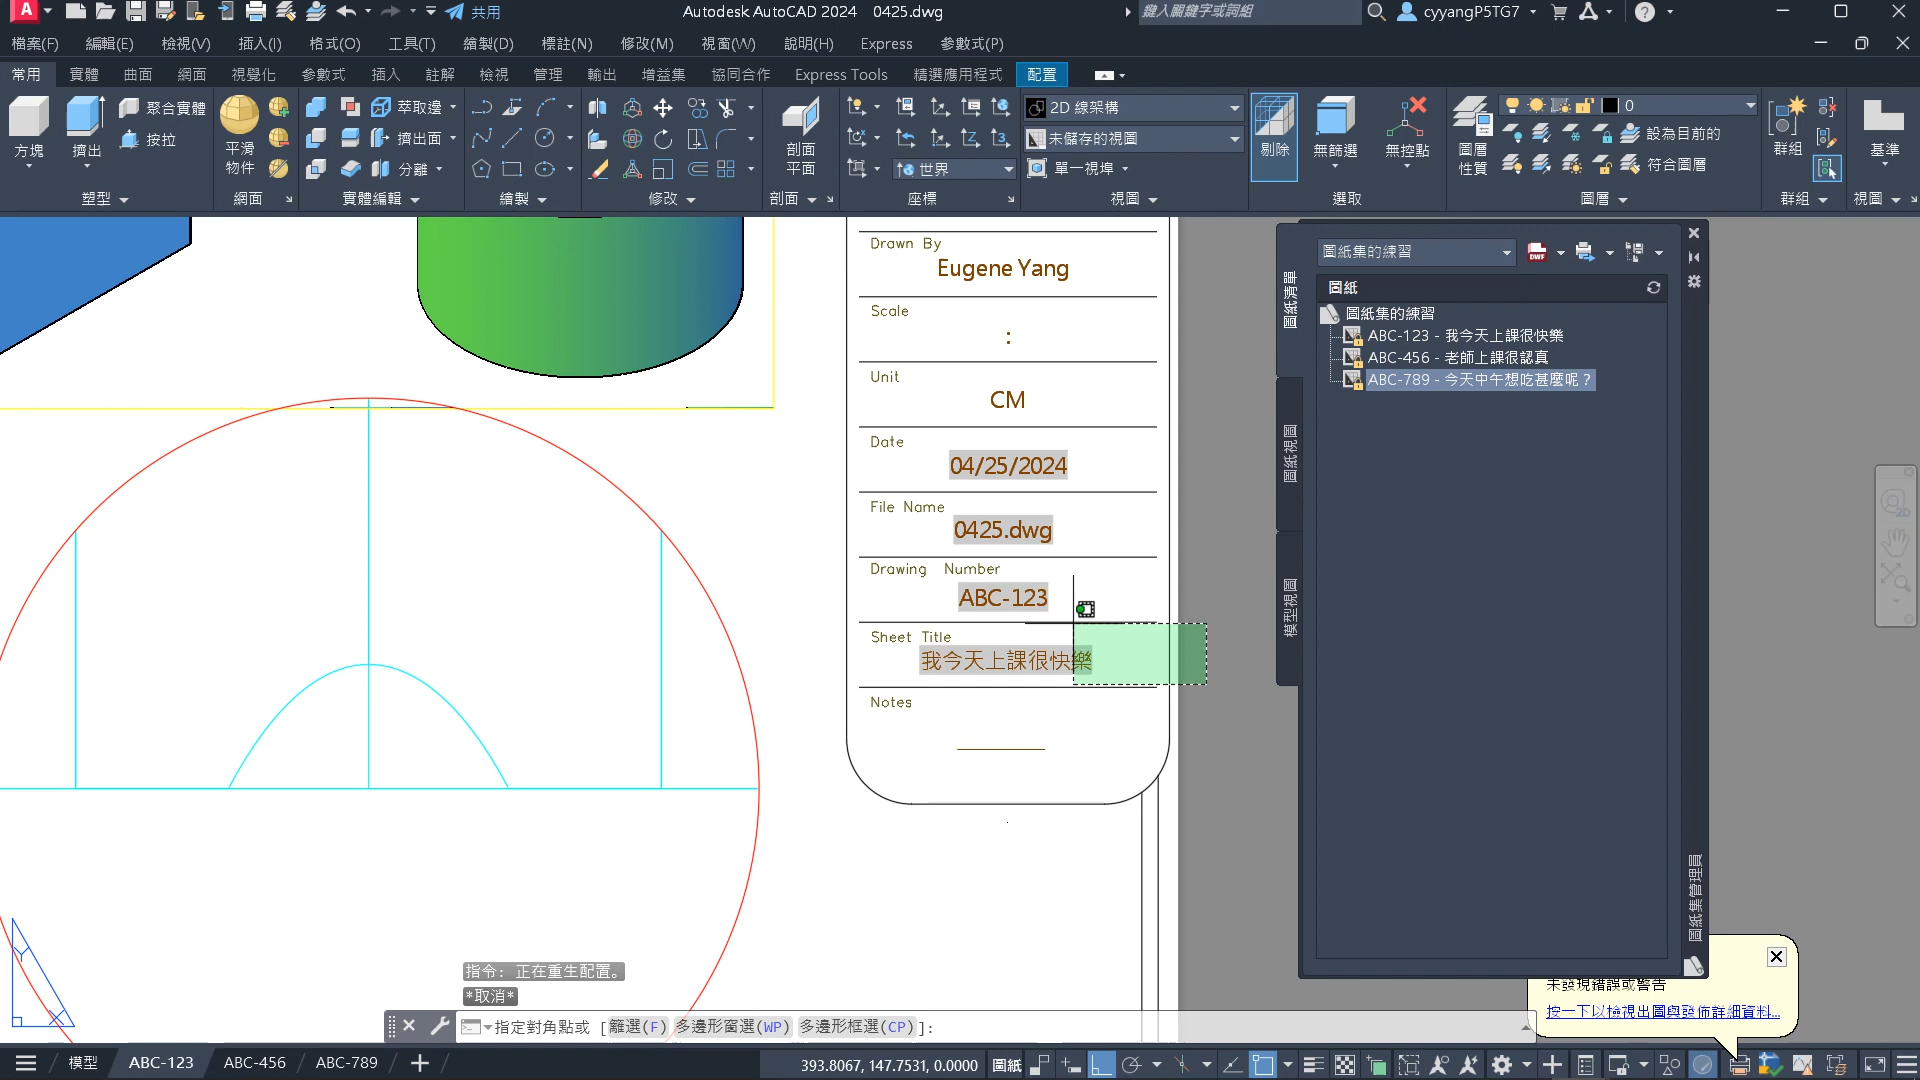 A 共用 Autodesk AutoCAD 2024 0425.dwg 鍵入關鍵字或詞組 cyyangP5TG7
檔案(F) 編輯(E) 檢視(V) 插入(I) 格式(O) 工具(T) 繪製(D) 標註(N) 修改(M) 視窗(W) 說明(H) Express 參數式(P)
常用 實體 曲面 網面 視覺化 參數式 插入 註解 檢視 管理 輸出 增益集 協同合作 Express Tools 精選應用程式 配置
方塊 擠出 聚合實體 按拉 平滑物件 萃取邊 擠出面 分離 剖面平面 世界 2D 線架構 未儲存的視圖 單一視埠 剔除 無篩選 無控點 圖層性質 0 設為目前的 符合圖層 群組 基準
塑型 網面 實體編輯 繪製 修改 剖面 座標 視圖 選取 圖層 群組 視圖
Drawn By
Eugene Yang
Scale
:
Unit
CM
Date
04/25/2024
File Name
0425.dwg
Drawing Number
ABC-123
Sheet Title
我今天上課很快樂
Notes
圖紙清單
圖紙視圖
模型視圖
圖紙集的練習
圖紙
圖紙集的練習
ABC-123 - 我今天上課很快樂
ABC-456 - 老師上課很認真
ABC-789 - 今天中午想吃甚麼呢？
圖紙集管理員
2D
Y
X
未發現錯誤或警告
按一下以檢視出圖與發佈詳細資料...
指令: 正在重生配置。
*取消*
指定對角點或 [籬選(F) 多邊形窗選(WP) 多邊形框選(CP)]:
模型 ABC-123 ABC-456 ABC-789 393.8067, 147.7531, 0.0000 圖紙